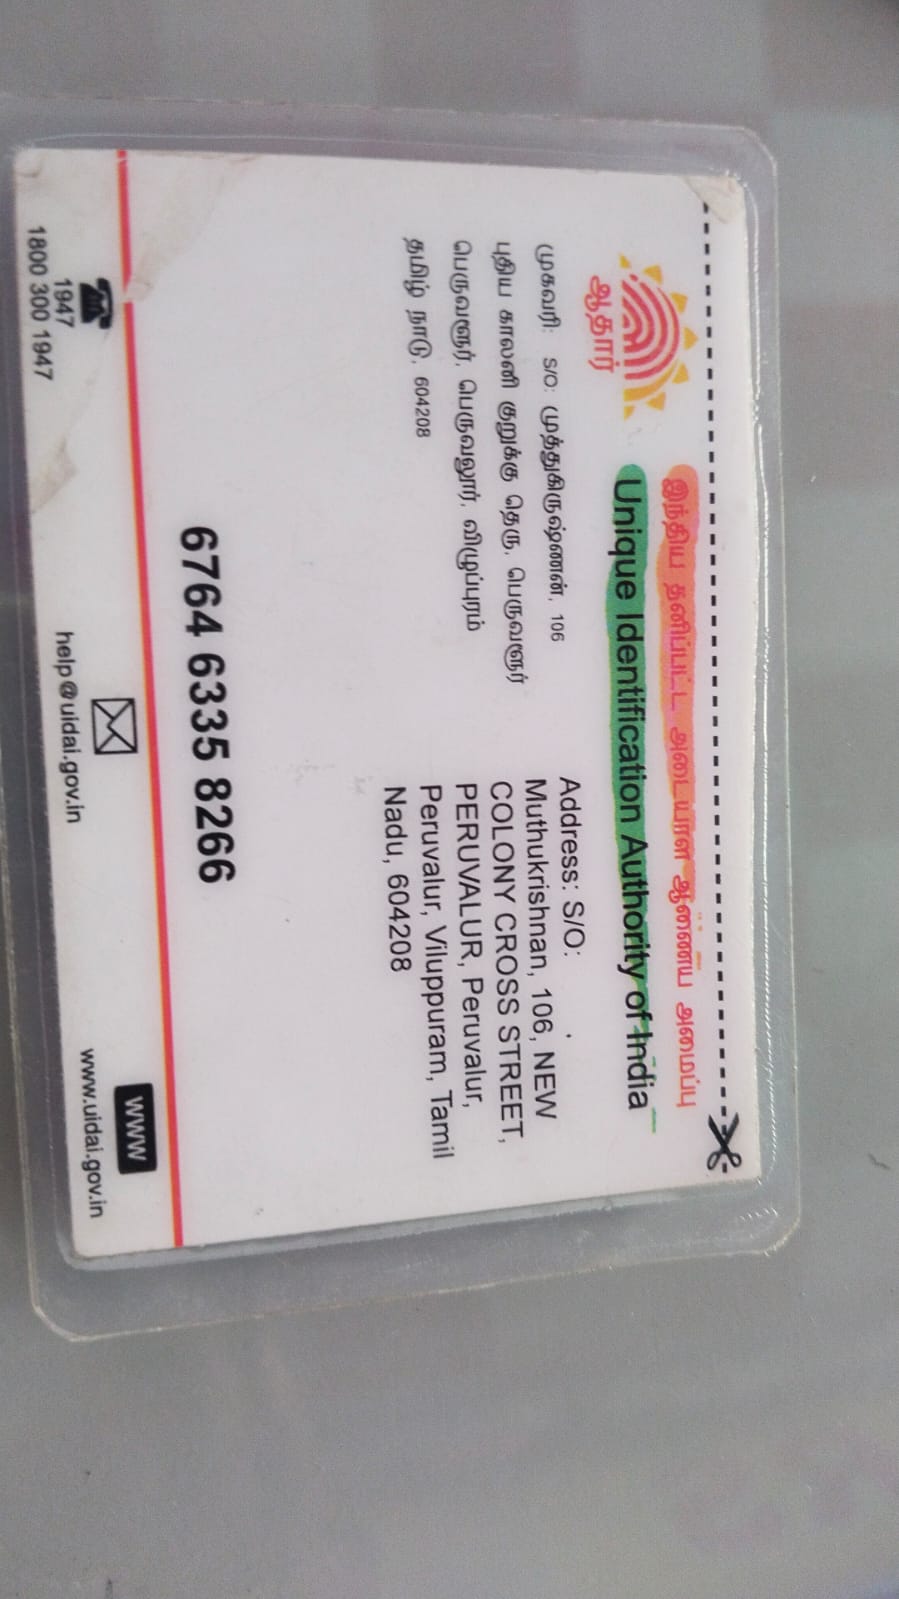 ஆதார்
இந்திய தனிப்பட்ட அடையாள ஆணைய அமைப்பு
Unique Identification Authority of India
முகவரி: S/O: முத்துகிருஷ்ணன், 106
புதிய காலனி குறுக்கு தெரு, பெருவளூர்
பெருவளூர், பெருவலூர், விழுப்புரம்
தமிழ் நாடு, 604208
Address: S/O:
Muthukrishnan, 106, NEW
COLONY CROSS STREET,
PERUVALUR, Peruvalur,
Peruvalur, Viluppuram, Tamil
Nadu, 604208
6764 6335 8266
1947
1800 300 1947
help@uidai.gov.in
WWW
www.uidai.gov.in